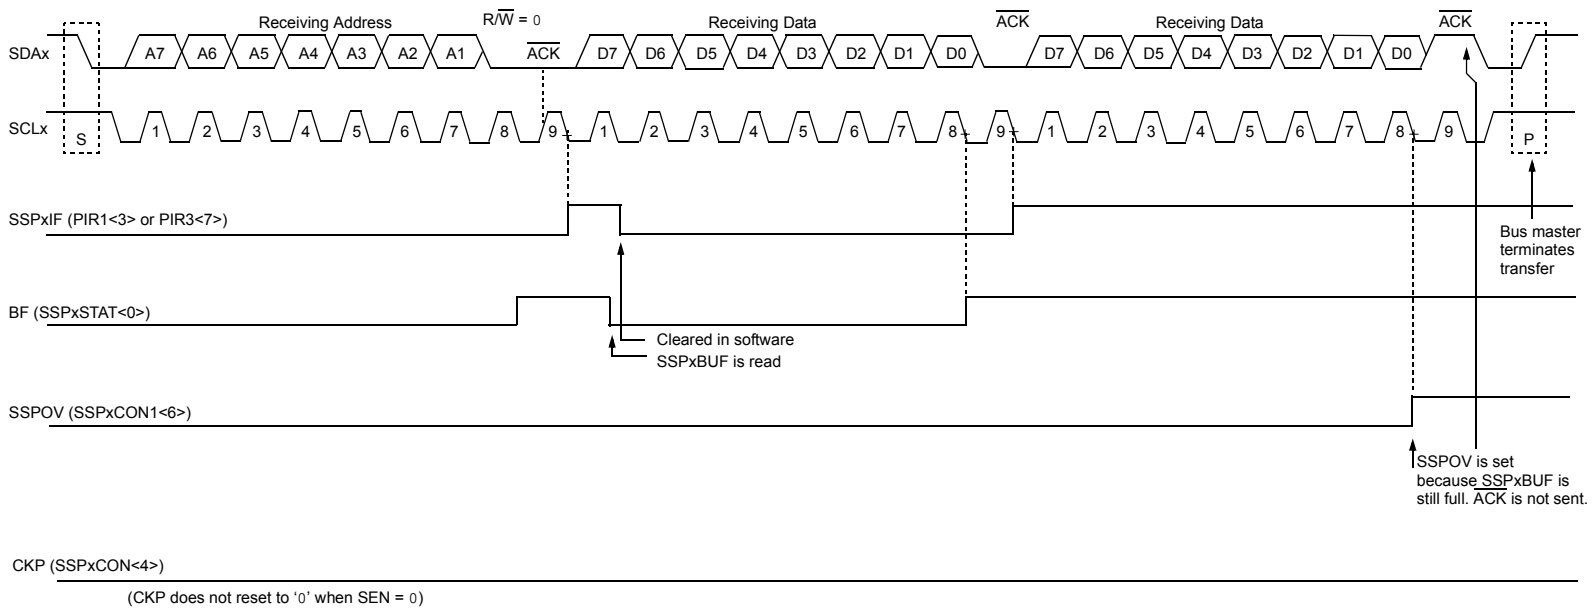 Receiving Address
R/W = 0
Receiving Data
ACK
Receiving Data
ACK
SDAx
A7 A6 A5 A4 A3 A2 A1
ACK
D7 D6 D5 D4 D3 D2 D1 D0
D7 D6 D5 D4 D3 D2 D1 D0
SCLx
S
1 2 3 4 5 6 7 8 9
1 2 3 4 5 6 7 8 9
1 2 3 4 5 6 7 8 9
P
SSPxIF (PIR1<3> or PIR3<7>)
Bus master
terminates
transfer
BF (SSPxSTAT<0>)
Cleared in software
SSPxBUF is read
SSPOV (SSPxCON1<6>)
SSPOV is set
because SSPxBUF is
still full. ACK is not sent.
CKP (SSPxCON<4>)
(CKP does not reset to ‘0’ when SEN = 0)